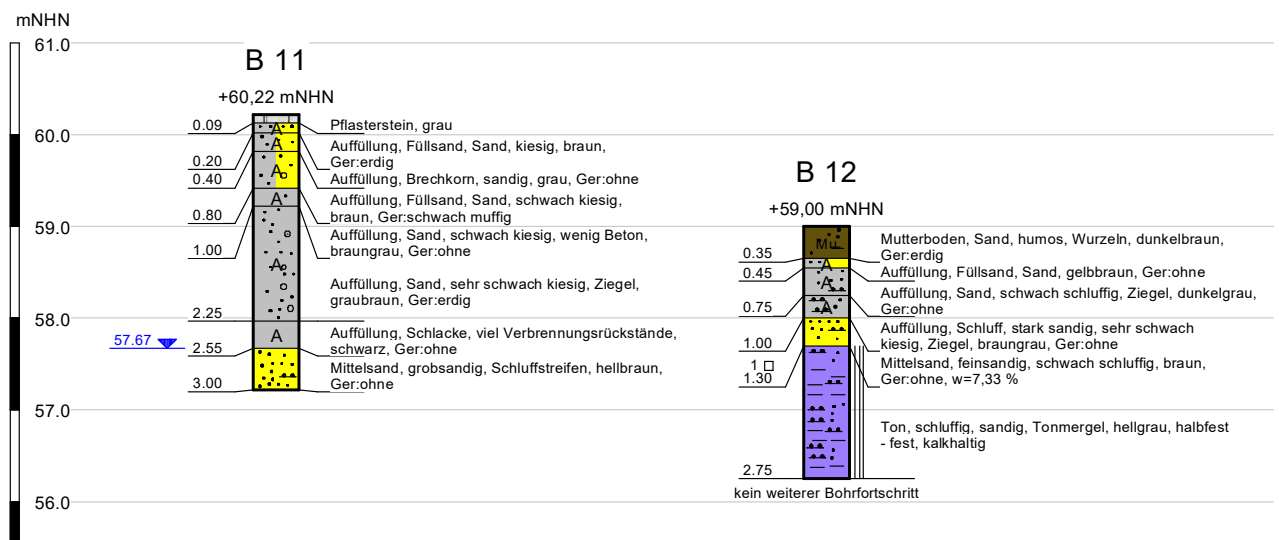 mNHN
61.0
60.0
59.0
58.0
57.0
56.0
B 11
+60,22 mNHN
0.09
0.20
0.40
0.80
1.00
2.25
2.55
3.00
57.67
A
A
A
A
A
A
Pflasterstein, grau
Auffüllung, Füllsand, Sand, kiesig, braun,
Ger:erdig
Auffüllung, Brechkorn, sandig, grau, Ger:ohne
Auffüllung, Füllsand, Sand, schwach kiesig,
braun, Ger:schwach muffig
Auffüllung, Sand, schwach kiesig, wenig Beton,
braungrau, Ger:ohne
Auffüllung, Sand, sehr schwach kiesig, Ziegel,
graubraun, Ger:erdig
Auffüllung, Schlacke, viel Verbrennungsrückstände,
schwarz, Ger:ohne
Mittelsand, grobsandig, Schluffstreifen, hellbraun,
Ger:ohne
B 12
+59,00 mNHN
0.35
0.45
0.75
1.00
1
1.30
2.75
Mu
A
A
A
Mutterboden, Sand, humos, Wurzeln, dunkelbraun,
Ger:erdig
Auffüllung, Füllsand, Sand, gelbbraun, Ger:ohne
Auffüllung, Sand, schwach schluffig, Ziegel, dunkelgrau,
Ger:ohne
Auffüllung, Schluff, stark sandig, sehr schwach
kiesig, Ziegel, braungrau, Ger:ohne
Mittelsand, feinsandig, schwach schluffig, braun,
Ger:ohne, w=7,33 %
Ton, schluffig, sandig, Tonmergel, hellgrau, halbfest
- fest, kalkhaltig
kein weiterer Bohrfortschritt